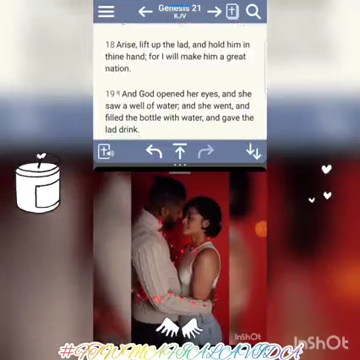 Genesis 21
KJV
18 Arise, lift up the lad, and hold him in
thine hand; for I will make him a great
nation.
19 ¶ And God opened her eyes, and she
saw a well of water; and she went, and
filled the bottle with water, and gave the
lad drink.
InShOt
InShOt